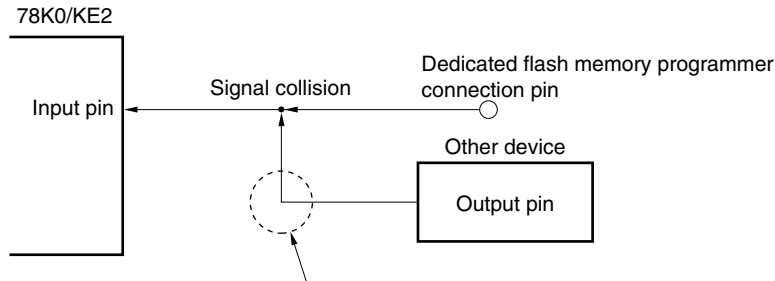 78K0/KE2
Dedicated flash memory programmer
connection pin
Signal collision
Input pin
Other device
Output pin